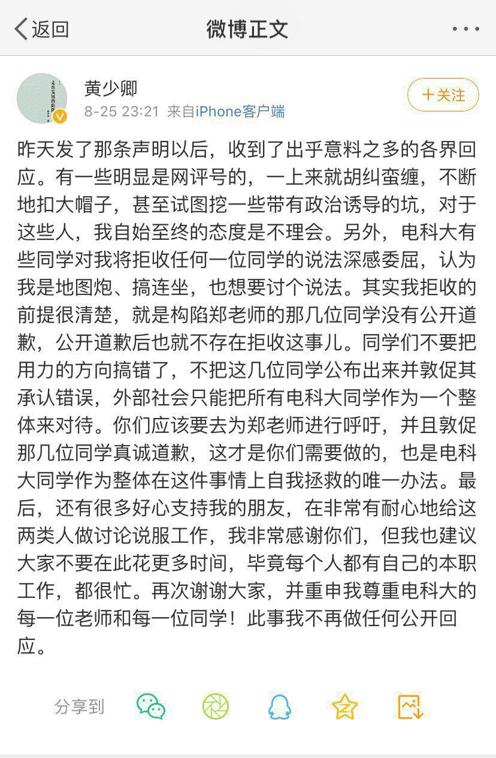 返回
微博正文
黄少卿
8-25 23:21 来自iPhone客户端
+关注
昨天发了那条声明以后，收到了出乎意料之多的各界回
应。有一些明显是网评号的，一上来就胡纠蛮缠，不断
地扣大帽子，甚至试图挖一些带有政治诱导的坑，对于
这些人，我自始至终的态度是不理会。另外，电科大有
些同学对我将拒收任何一位同学的说法深感委屈，认为
我是地图炮、搞连坐，也想要讨个说法。其实我拒收的
前提很清楚，就是构陷郑老师的那几位同学没有公开道
歉，公开道歉后也就不存在拒收这事儿。同学们不要把
用力的方向搞错了，不把这几位同学公布出来并敦促其
承认错误，外部社会只能把所有电科大同学作为一个整
体来对待。你们应该要去为郑老师进行呼吁，并且敦促
那几位同学真诚道歉，这才是你们需要做的，也是电科
大同学作为整体在这件事情上自我拯救的唯一办法。最
后，还有很多好心支持我的朋友，在非常有耐心地给这
两类人做讨论说服工作，我非常感谢你们，但我也建议
大家不要在此花更多时间，毕竟每个人都有自己的本职
工作，都很忙。再次谢谢大家，并重申我尊重电科大的
每一位老师和每一位同学！此事我不再做任何公开回
应。
分享到